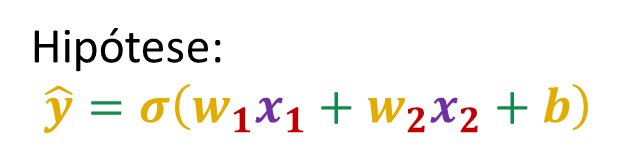 Hipótese:
ŷ = σ(w₁x₁ + w₂x₂ + b)